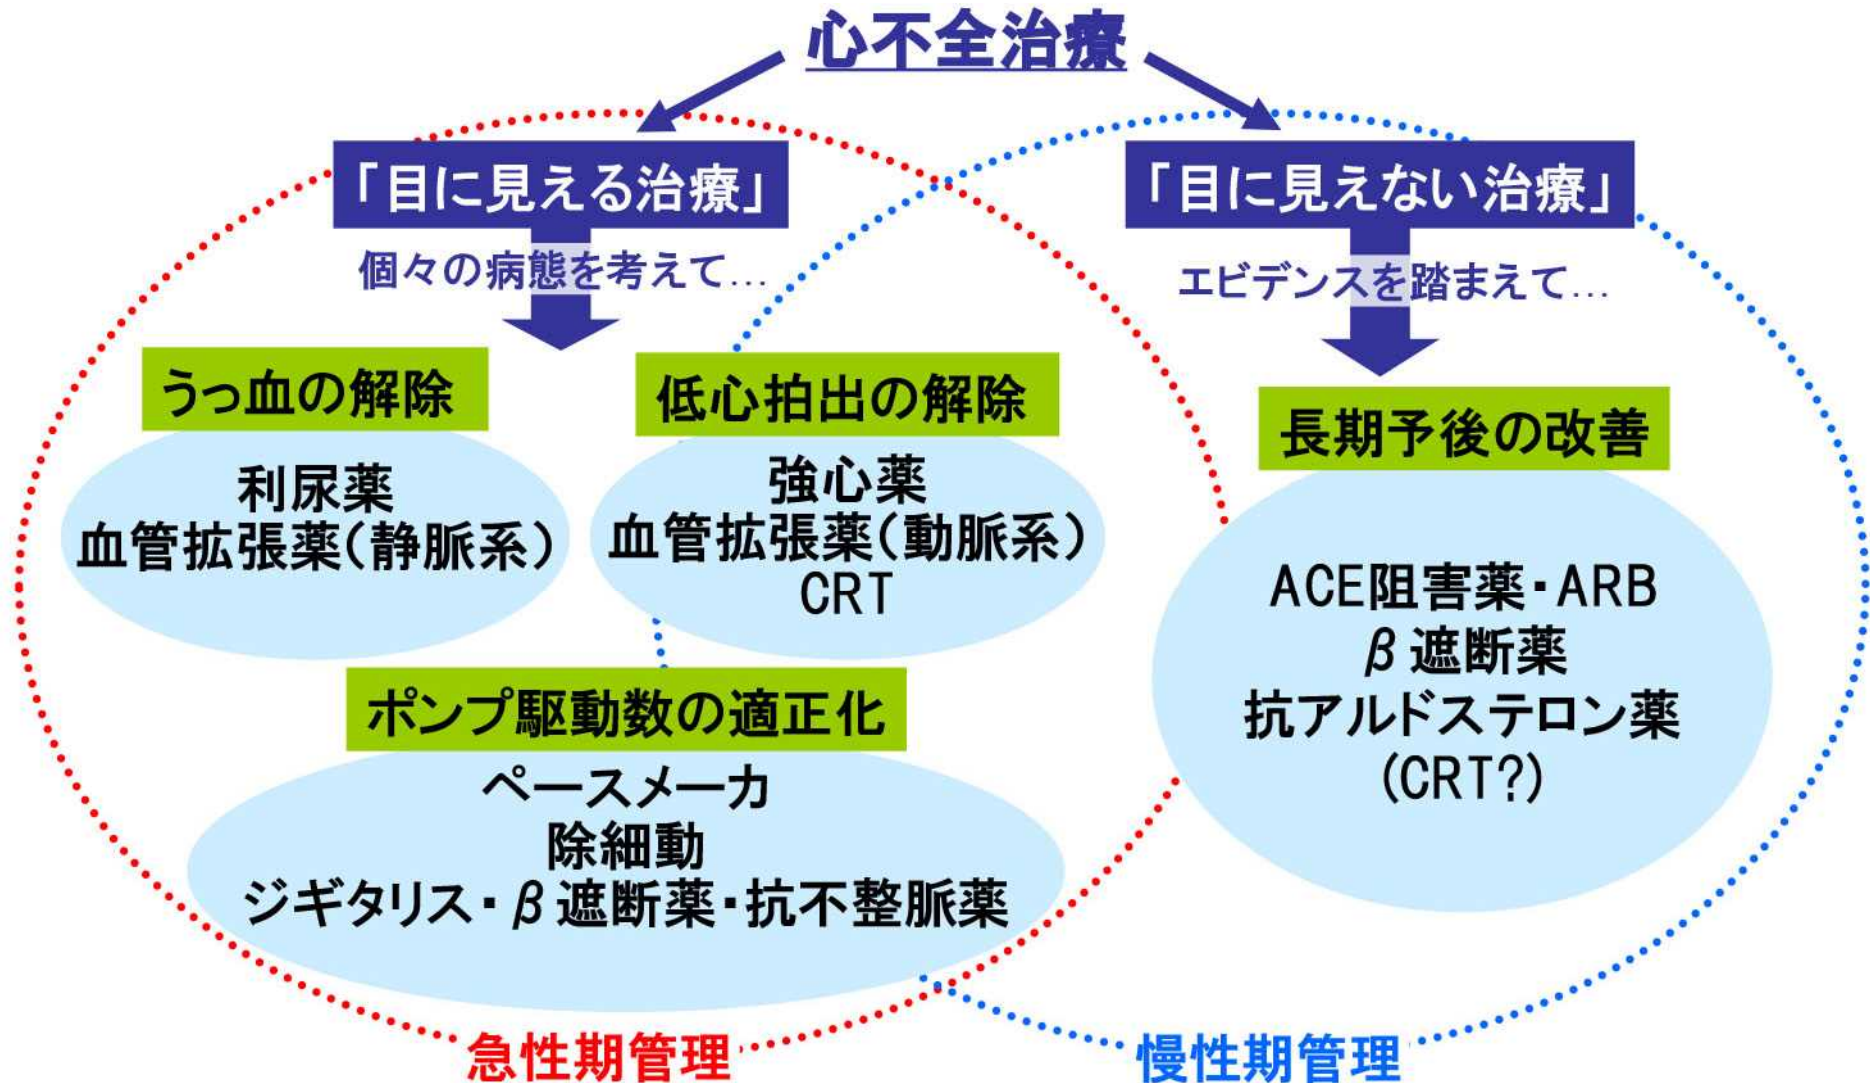 心不全治療
「目に見える治療」
個々の病態を考えて…
うっ血の解除
利尿薬
血管拡張薬(静脈系)
低心拍出の解除
強心薬
血管拡張薬(動脈系)
CRT
ポンプ駆動数の適正化
ペースメーカ
除細動
ジギタリス・β遮断薬・抗不整脈薬
急性期管理
「目に見えない治療」
エビデンスを踏まえて…
長期予後の改善
ACE阻害薬・ARB
β遮断薬
抗アルドステロン薬
(CRT?)
慢性期管理